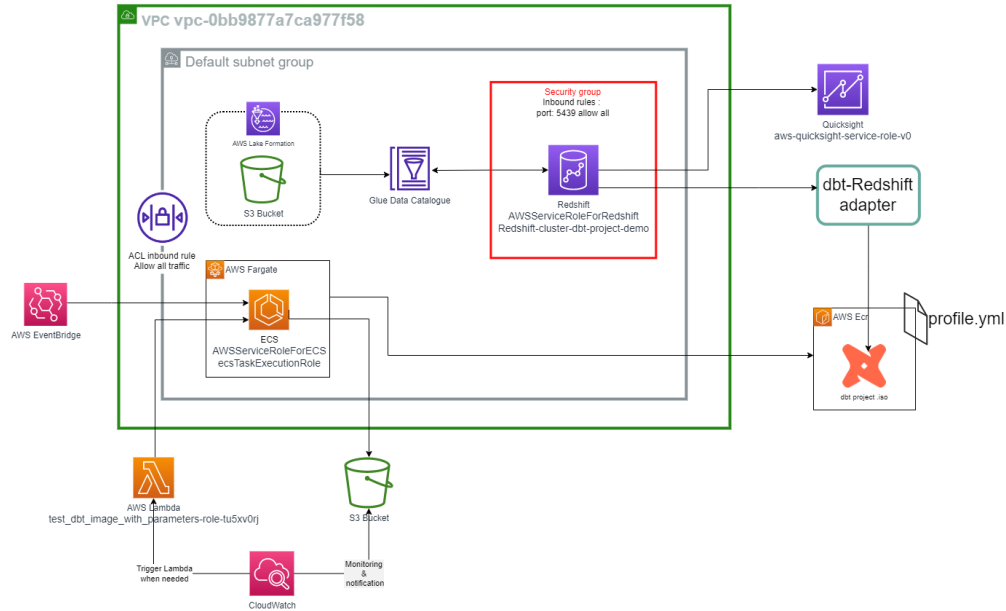 VPC vpc-0bb9877a7ca977f58
Default subnet group
Security group
Inbound rules :
port: 5439 allow all
AWS Lake Formation
S3 Bucket
Glue Data Catalogue
Redshift
AWSServiceRoleForRedshift
Redshift-cluster-dbt-project-demo
Quicksight
aws-quicksight-service-role-v0
dbt-Redshift
adapter
ACL inbound rule
Allow all traffic
AWS Fargate
ECS
AWSServiceRoleForECS
ecsTaskExecutionRole
AWS EventBridge
AWS Ecr
profile.yml
dbt project .iso
AWS Lambda
test_dbt_image_with_parameters-role-tu5xv0rj
S3 Bucket
Trigger Lambda
when needed
Monitoring
&
notification
CloudWatch